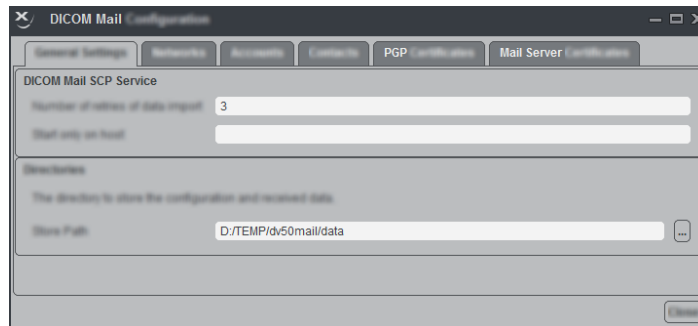 DICOM Mail Configuration
General Settings Networks Accounts Contacts PGP Certificates Mail Server Certificates
DICOM Mail SCP Service
Number of retries of data import 3
Start only on host
Directories
The directory to store the configuration and received data.
Store Path D:/TEMP/dv50mail/data ...
Close